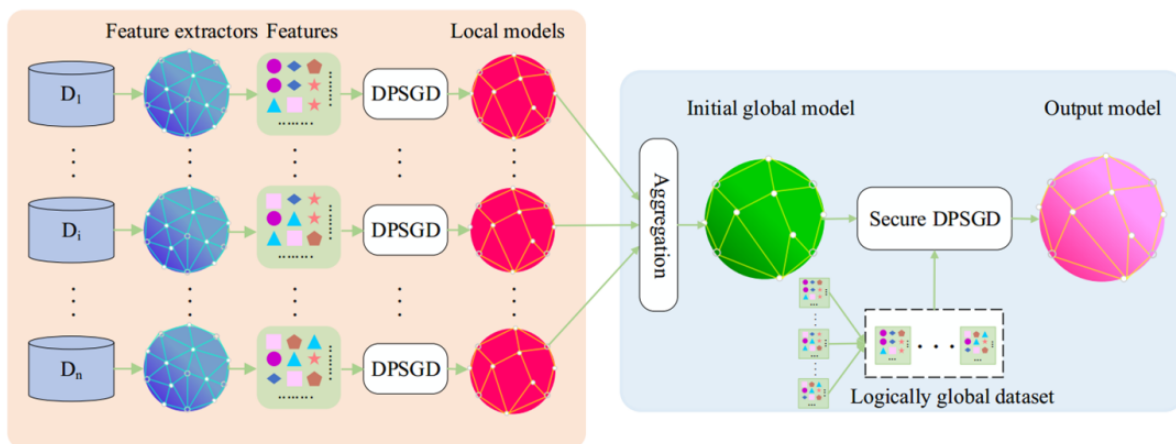 Feature extractors Features Local models
D1 DPSGD
Initial global model Output model
Di DPSGD Aggregation Secure DPSGD
Dn DPSGD
Logically global dataset